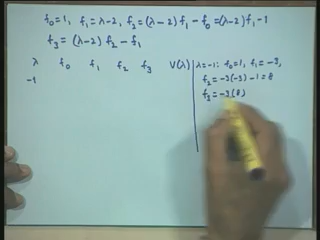 f₀=1, f₁=λ-2, f₂=(λ-2)f₁-f₀=(λ-2)f₁-1
f₃=(λ-2)f₂-f₁
λ f₀ f₁ f₂ f₃ V(λ)
-1
λ=-1: f₀=1, f₁=-3,
f₂=-3(-3)-1=8
f₃=-3(8)